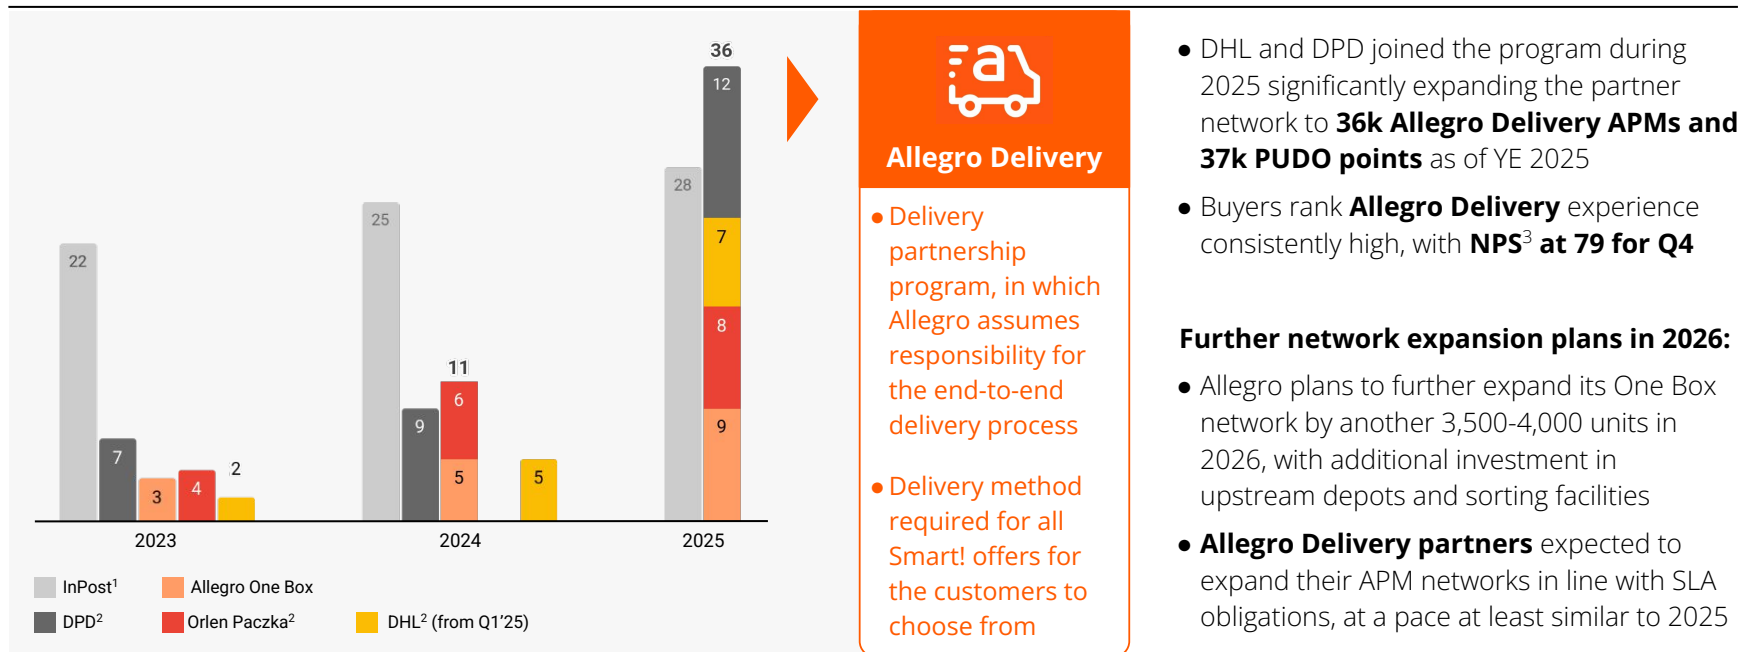 36
12
28
7
8
9
25
11
9
6
5
5
22
7
3
4
2
2023
2024
2025
InPost¹
Allegro One Box
DPD²
Orlen Paczka²
DHL² (from Q1'25)
a
Allegro Delivery
● Delivery
partnership
program, in which
Allegro assumes
responsibility for
the end-to-end
delivery process
● Delivery method
required for all
Smart! offers for
the customers to
choose from
● DHL and DPD joined the program during
2025 significantly expanding the partner
network to 36k Allegro Delivery APMs and
37k PUDO points as of YE 2025
● Buyers rank Allegro Delivery experience
consistently high, with NPS³ at 79 for Q4
Further network expansion plans in 2026:
● Allegro plans to further expand its One Box
network by another 3,500-4,000 units in
2026, with additional investment in
upstream depots and sorting facilities
● Allegro Delivery partners expected to
expand their APM networks in line with SLA
obligations, at a pace at least similar to 2025